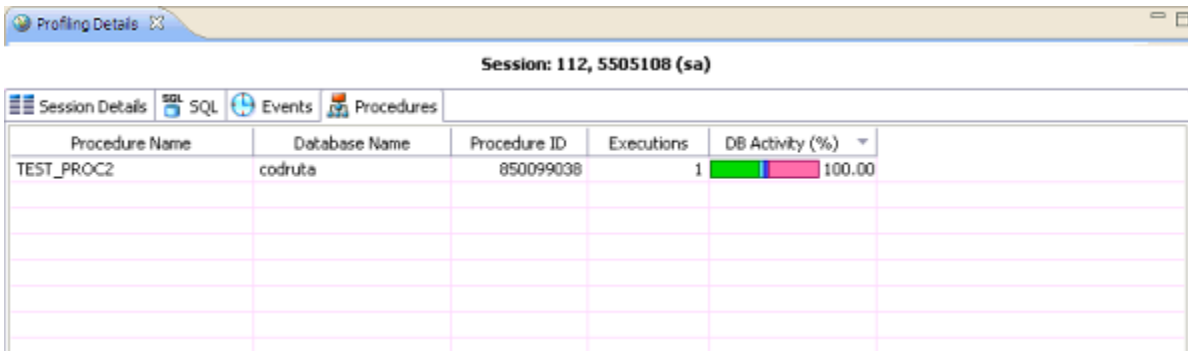 Profiling Details
Session: 112, 5505108 (sa)
Session Details SQL SQL Events Procedures
Procedure Name Database Name Procedure ID Executions DB Activity (%)
TEST_PROC2 codruta 850099038 1 100.00